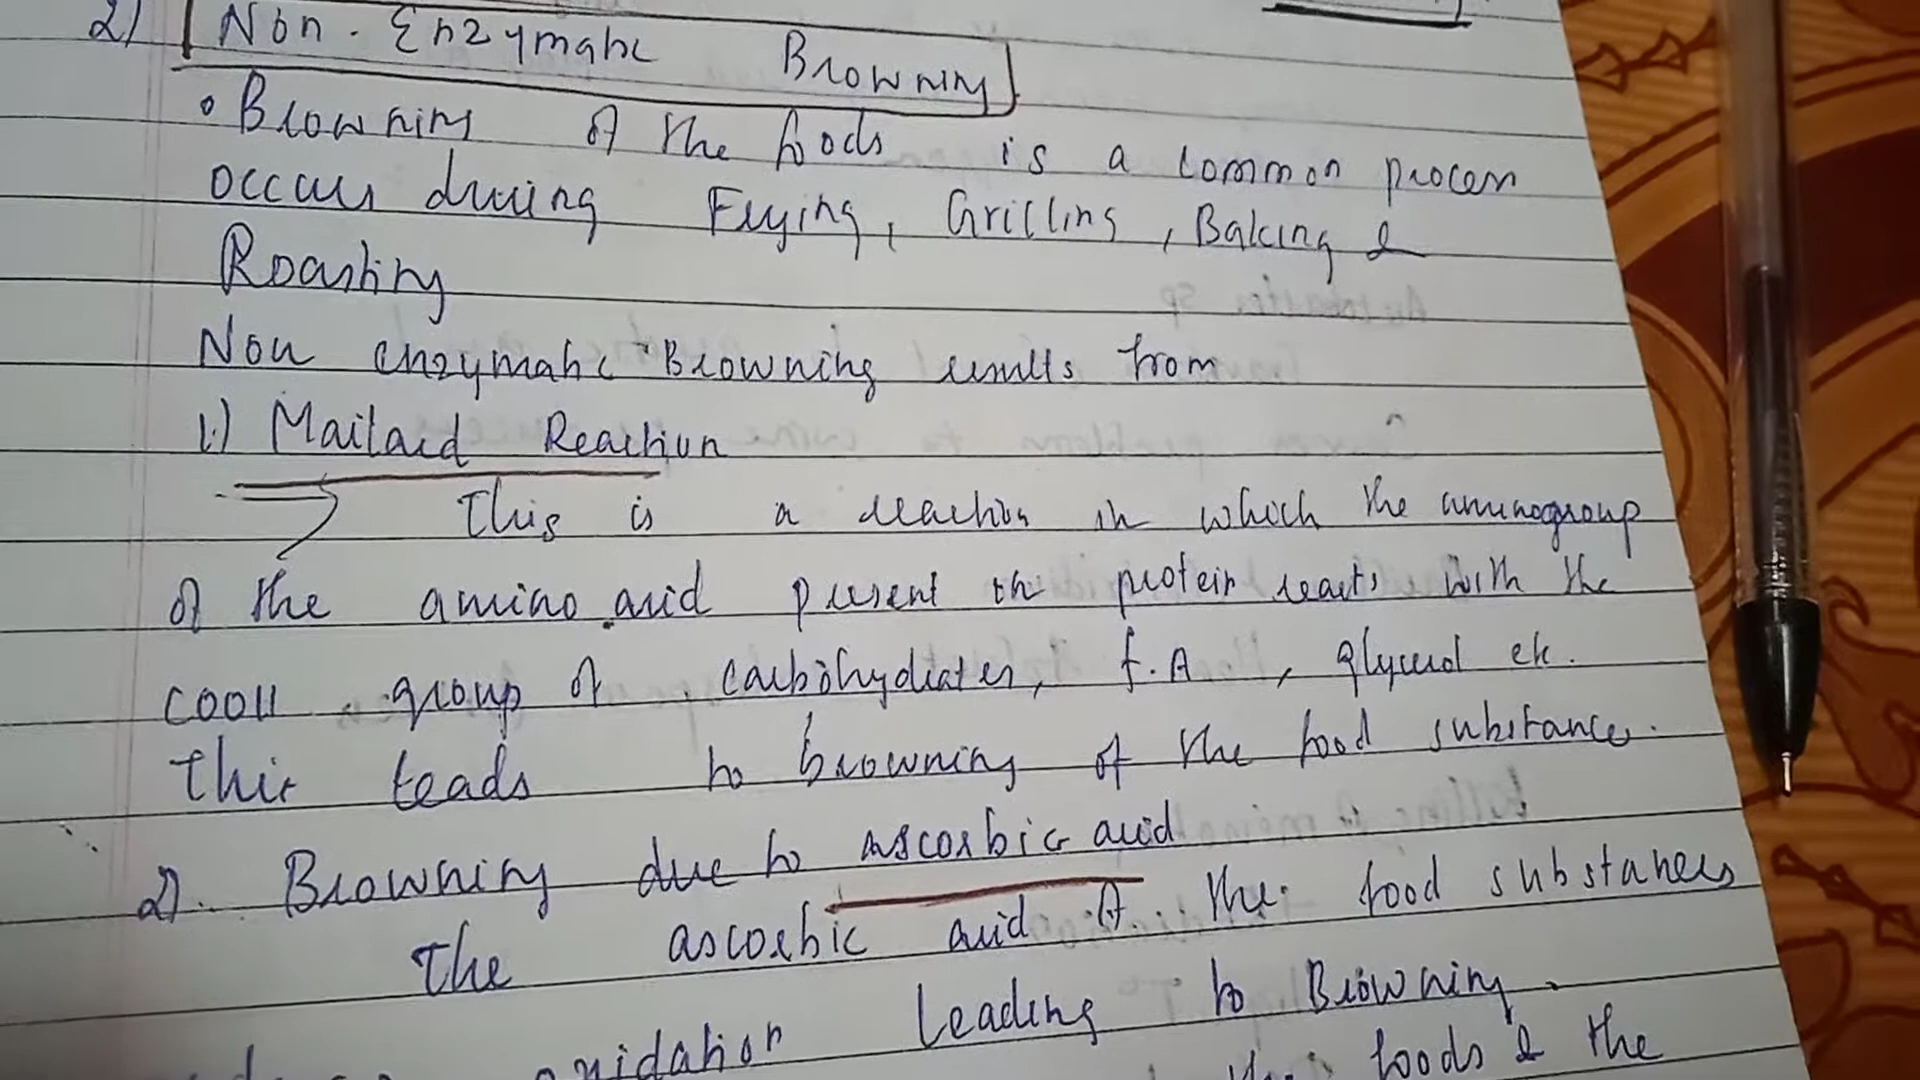 2) Non-Enzymatic Browning
• Browning of the foods is a common process
occurs during Frying, Grilling, Baking &
Roasting
Non enzymatic Browning results from
1.) Mailard Reaction
This is a reaction in which the aminogroup
of the amino acid present in protein reacts with the
COOH group of carbohydrates, f.A, glycerol etc.
this leads to browning of the food substances.
2). Browning due to ascorbic acid
The ascorbic acid of the food substances
oxidation leading to Browning.
foods & the